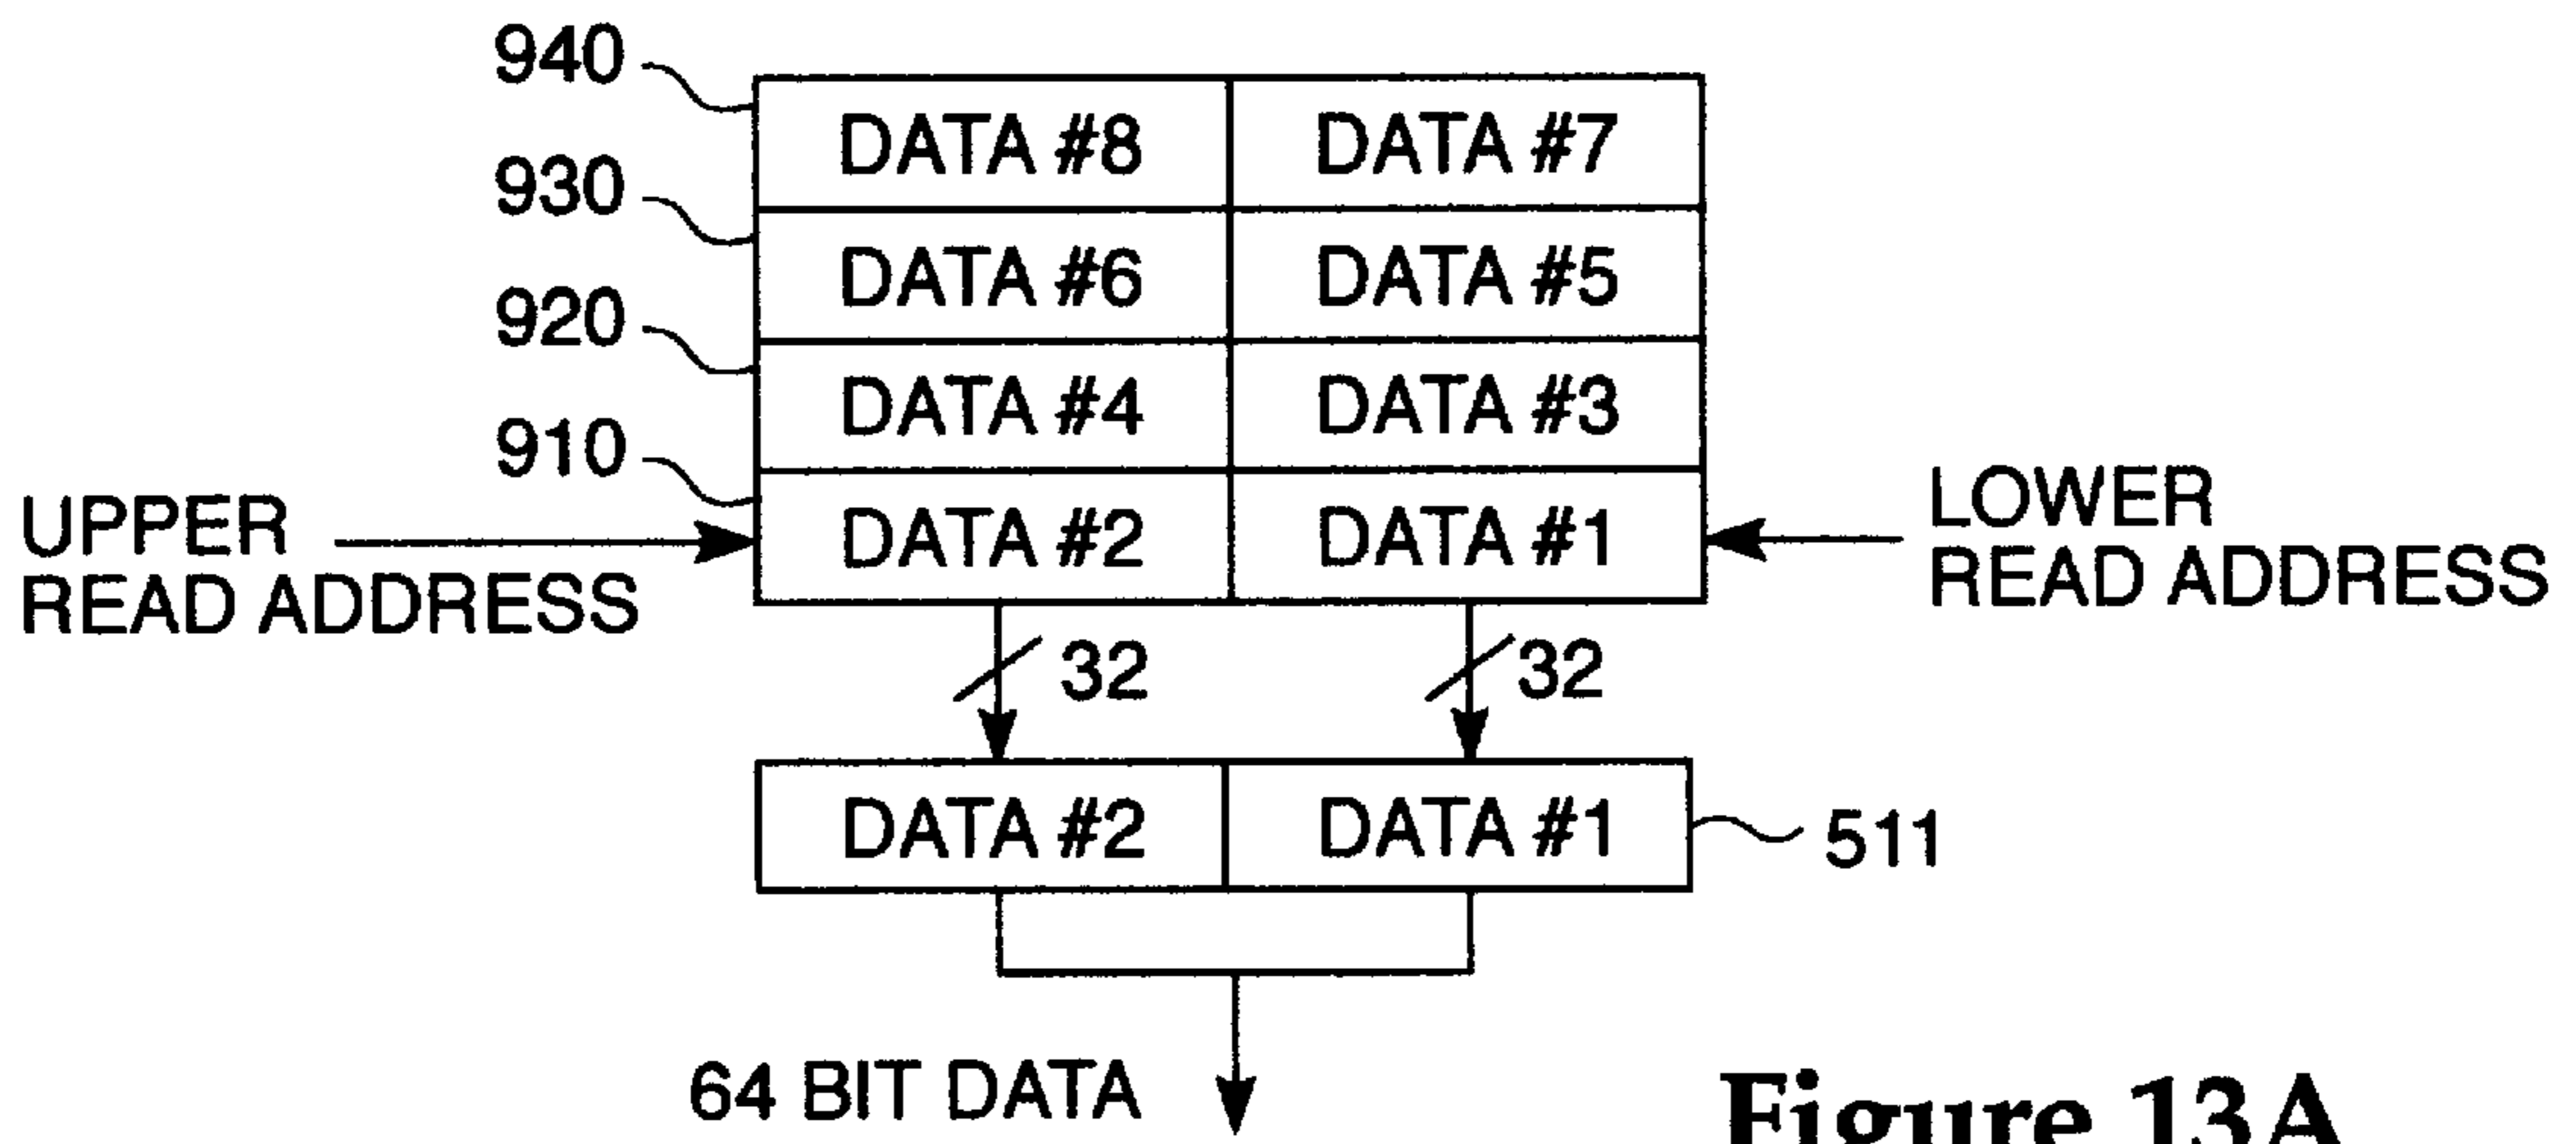 940
DATA #8 DATA #7
930
DATA #6 DATA #5
920
DATA #4 DATA #3
910
DATA #2 DATA #1
UPPER
READ ADDRESS
LOWER
READ ADDRESS
32 32
DATA #2 DATA #1
511
64 BIT DATA
Figure 13A